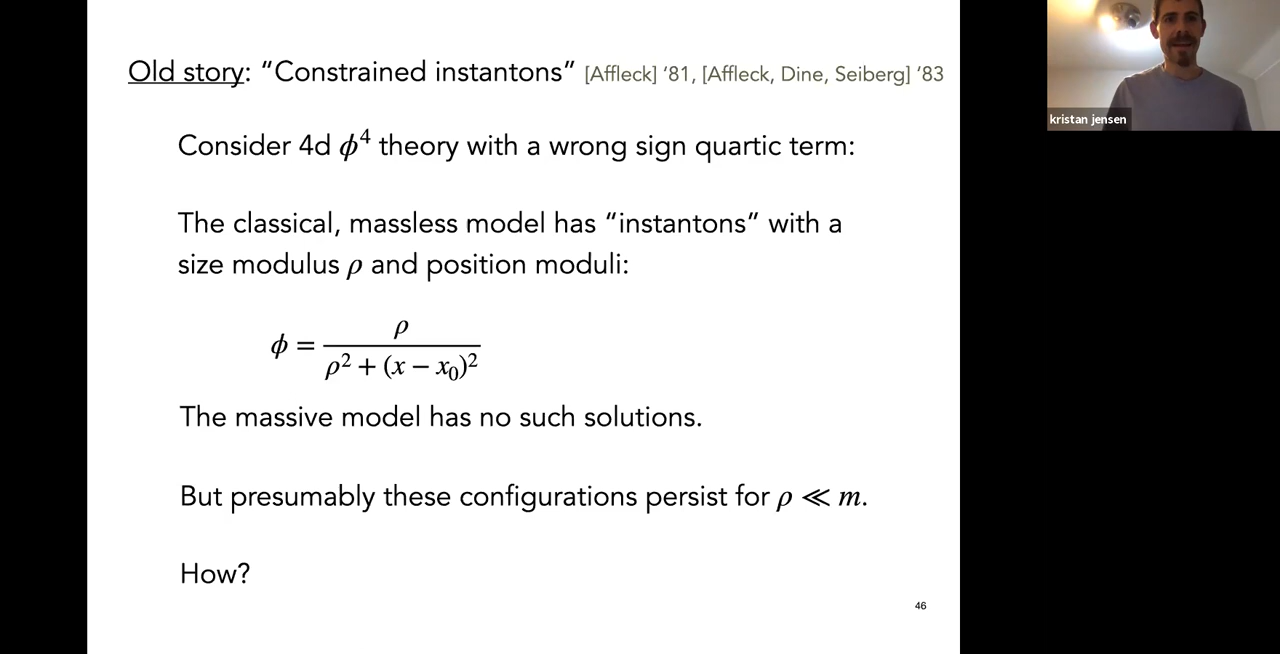 Old story: “Constrained instantons” [Affleck] ‘81, [Affleck, Dine, Seiberg] ’83
Consider 4d ϕ⁴ theory with a wrong sign quartic term:
The classical, massless model has “instantons” with a
size modulus ρ and position moduli:
ϕ = ρ / (ρ² + (x − x₀)²)
The massive model has no such solutions.
But presumably these configurations persist for ρ ≪ m.
How?
46
kristan jensen